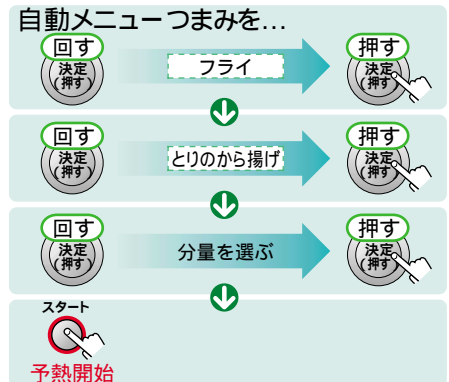 自動メニューつまみを…
回す
決定
(押す)
フライ
押す
決定
(押す)
回す
決定
(押す)
とりのから揚げ
押す
決定
(押す)
回す
決定
(押す)
分量を選ぶ
押す
決定
(押す)
スタート
予熱開始